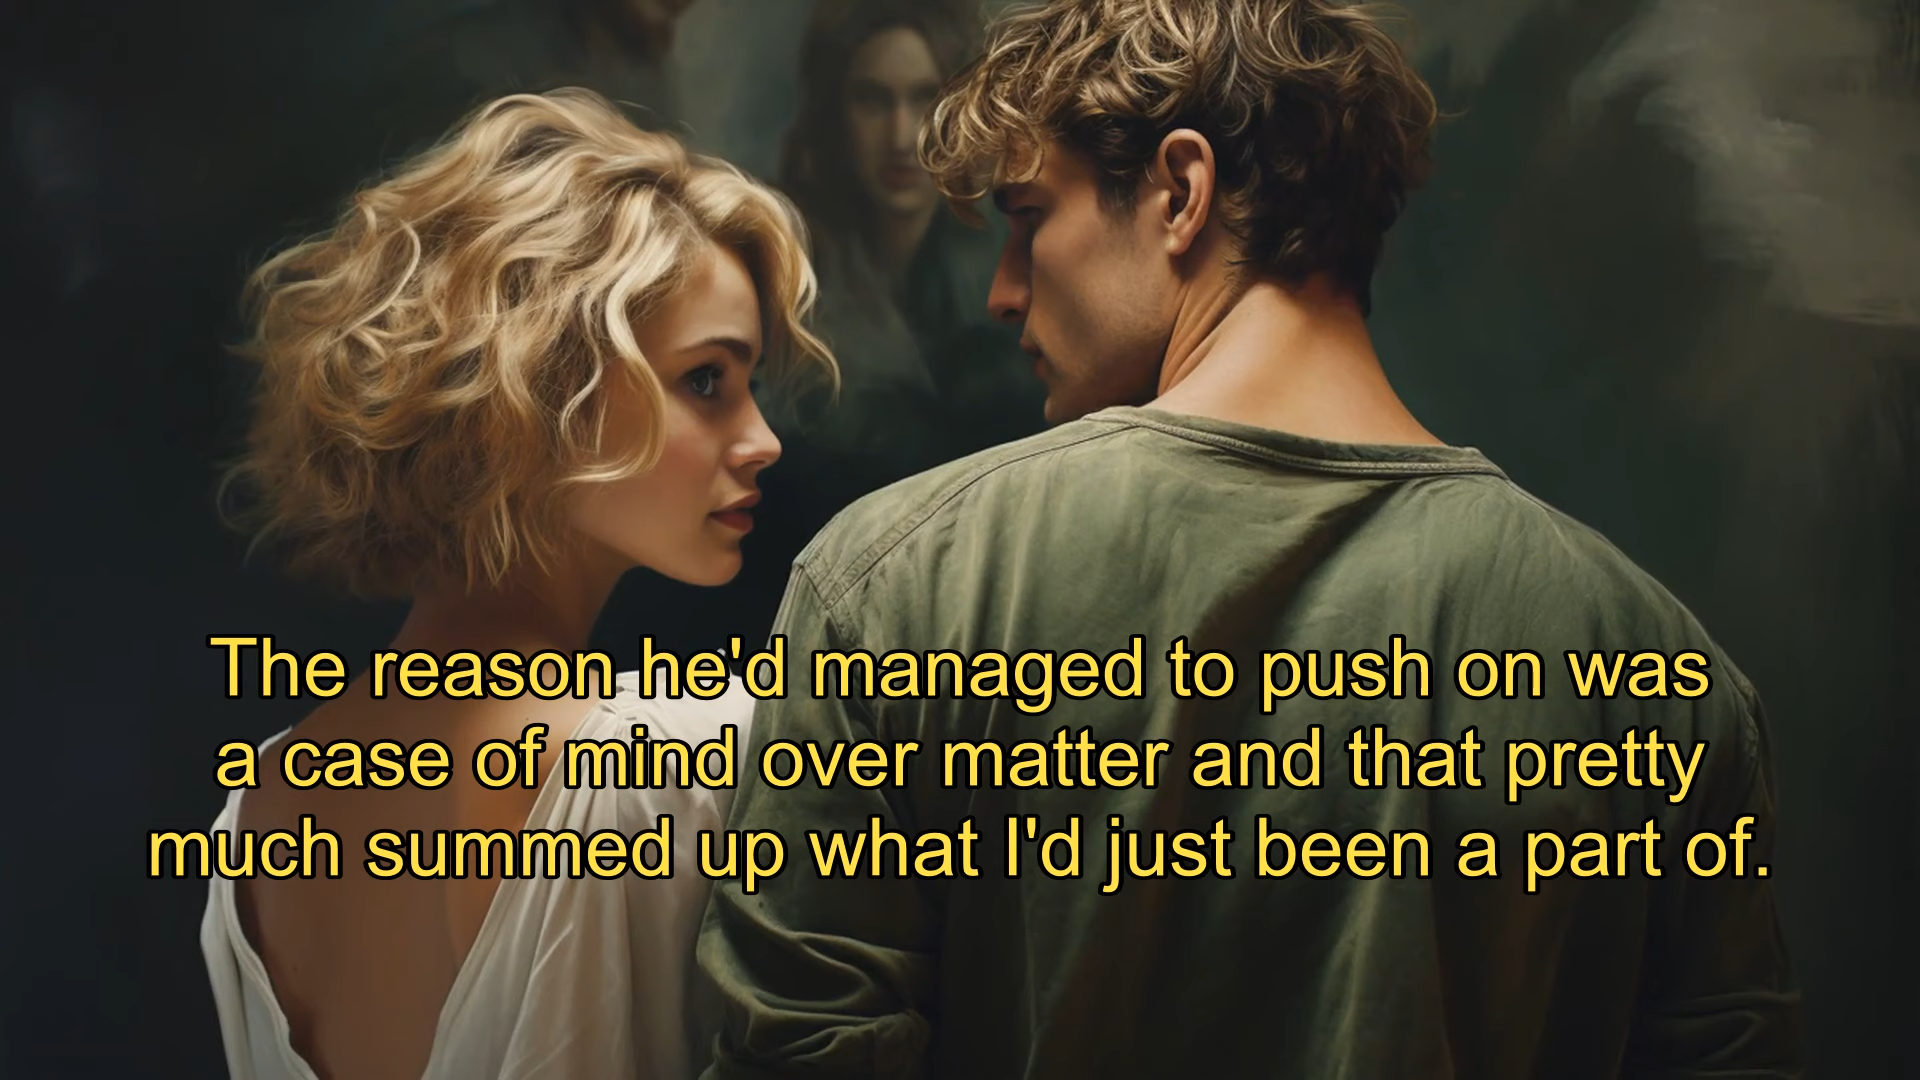 The reason he'd managed to push on was
a case of mind over matter and that pretty
much summed up what I'd just been a part of.